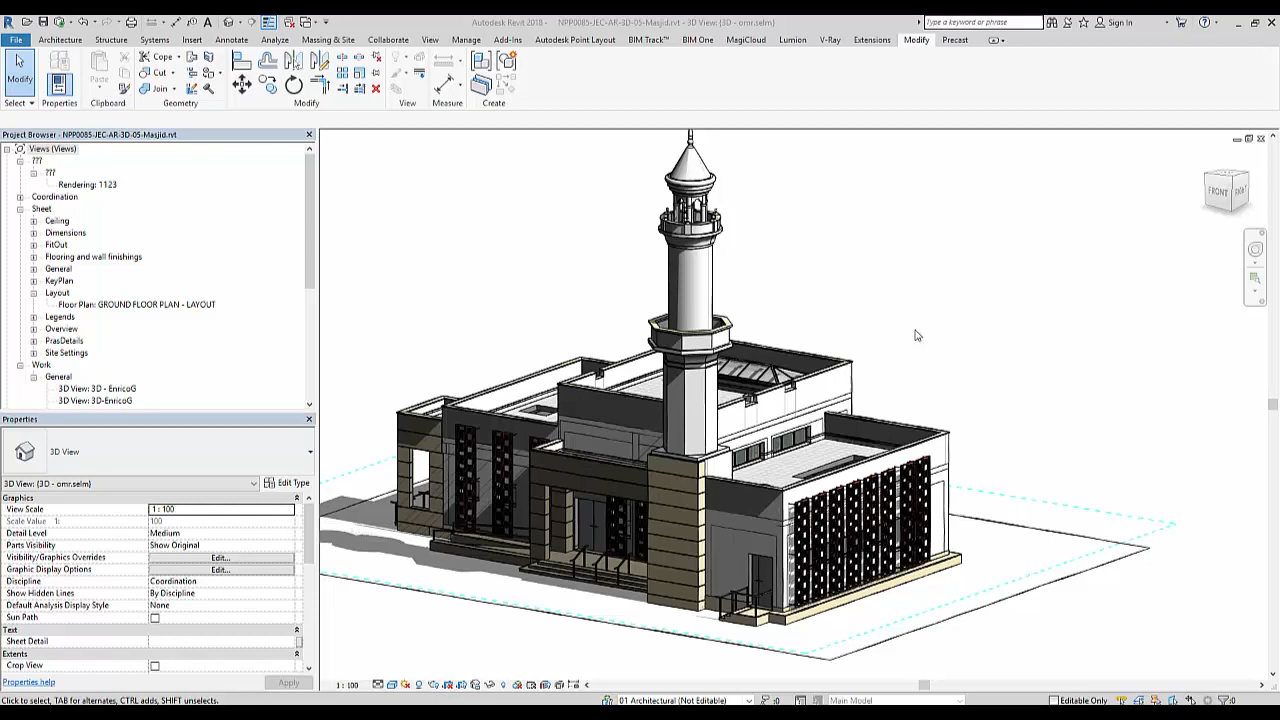 Autodesk Revit 2018 - NPP0085-JEC-AR-3D-05-Masjid.rvt - 3D View: {3D - omr.selm}
Type a keyword or phrase
Sign In
File Architecture Structure Systems Insert Annotate Analyze Massing & Site Collaborate View Manage Add-Ins Autodesk Point Layout BIM Track™ BIM One MagiCloud Lumion V-Ray Extensions Modify Precast
Modify
Paste
Cope
Cut
Join
Select Properties Clipboard Geometry Modify View Measure Create
Project Browser - NPP0085-JEC-AR-3D-05-Masjid.rvt
Views (Views)
???
???
Rendering: 1123
Coordination
Sheet
Ceiling
Dimensions
FitOut
Flooring and wall finishings
General
KeyPlan
Layout
Floor Plan: GROUND FLOOR PLAN - LAYOUT
Legends
Overview
PrasDetails
Site Settings
Work
General
3D View: 3D - EnricoG
3D View: 3D-EnricoG
Properties
3D View
3D View: {3D - omr.selm}
Edit Type
Graphics
View Scale 1 : 100
Scale Value 1: 100
Detail Level Medium
Parts Visibility Show Original
Visibility/Graphics Overrides Edit...
Graphic Display Options Edit...
Discipline Coordination
Show Hidden Lines By Discipline
Default Analysis Display Style None
Sun Path
Text
Sheet Detail
Extents
Crop View
Properties help
Apply
FRONT RIGHT
1 : 100
Click to select, TAB for alternates, CTRL adds, SHIFT unselects.
01 Architectural (Not Editable)
:0
Main Model
Editable Only
:0